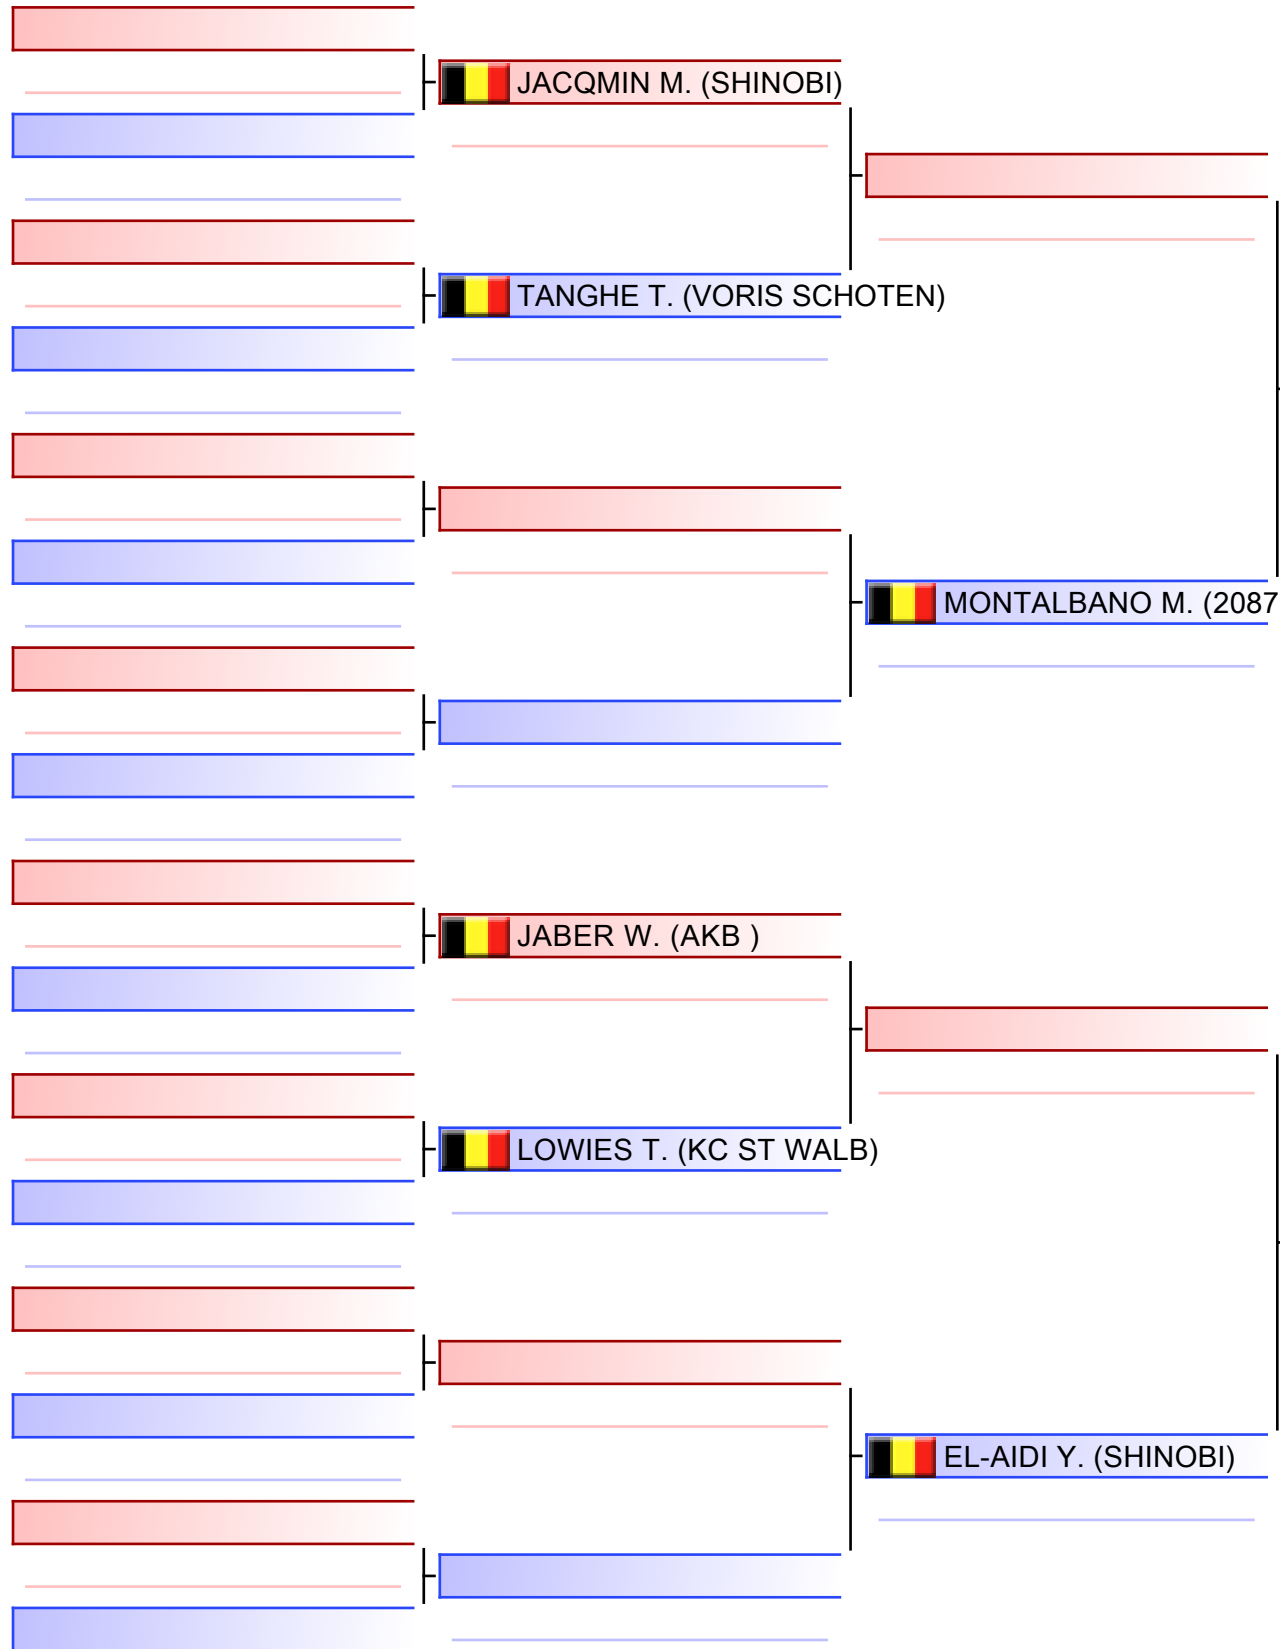 JACQMIN M. (SHINOBI)
TANGHE T. (VORIS SCHOTEN)
MONTALBANO M. (2087
JABER W. (AKB )
LOWIES T. (KC ST WALB)
EL-AIDI Y. (SHINOBI)